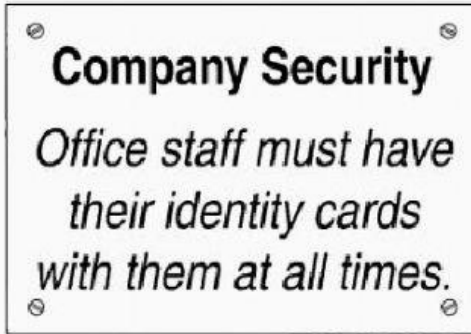 Company Security
Office staff must have
their identity cards
with them at all times.